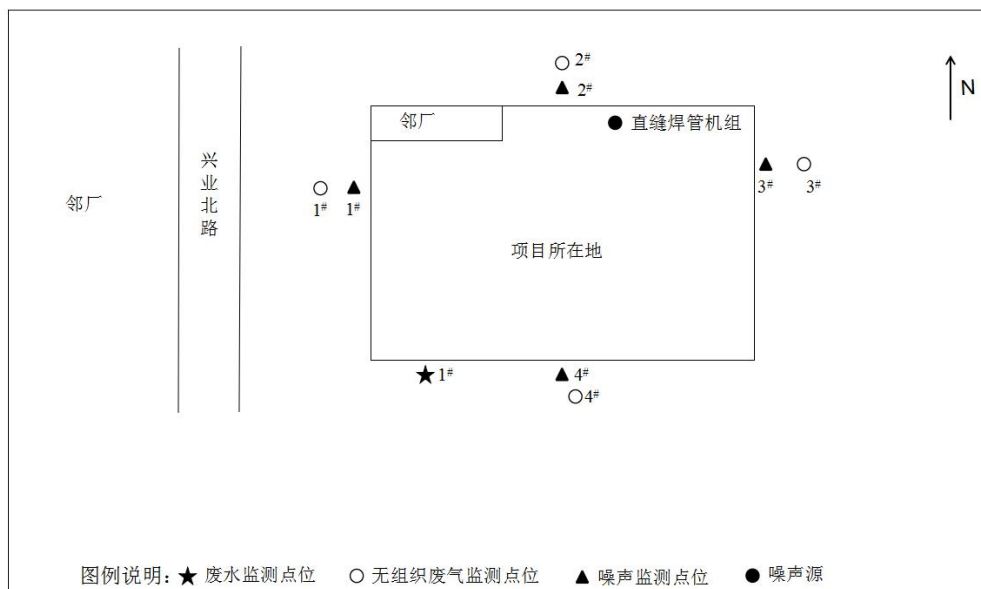 2#
2#
N
邻厂
直缝焊管机组
兴业北路
邻厂
1#
1#
3#
3#
项目所在地
1#
4#
4#
图例说明: 废水监测点位 无组织废气监测点位 噪声监测点位 噪声源